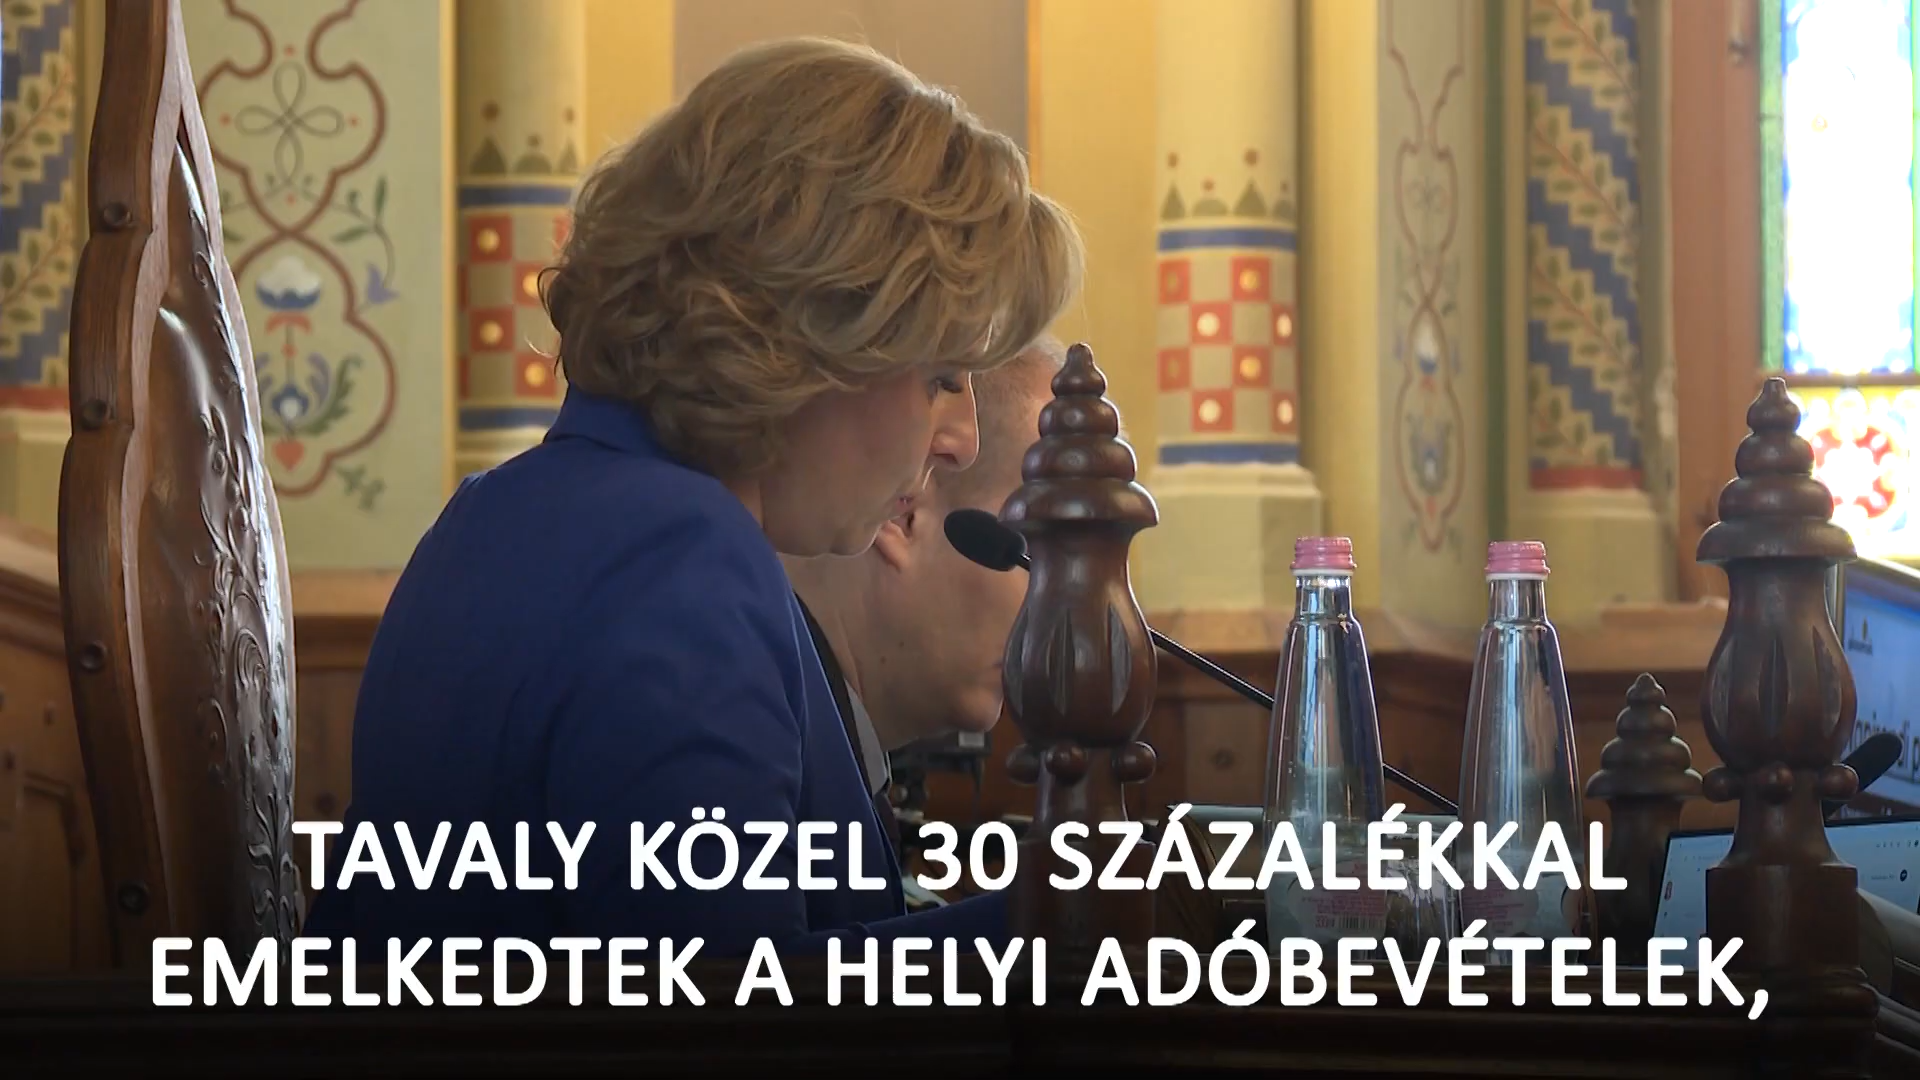 TAVALY KÖZEL 30 SZÁZALÉKKAL
EMELKEDTEK A HELYI ADÓBEVÉTELEK,